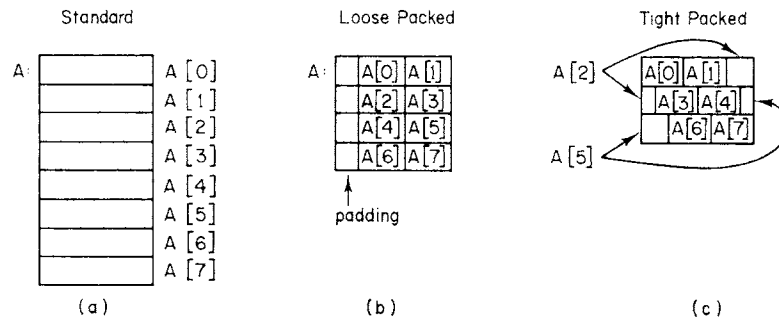 Standard
A:
A [0]
A [1]
A [2]
A [3]
A [4]
A [5]
A [6]
A [7]
(a)
Loose Packed
A:
A[0] A[1]
A[2] A[3]
A[4] A[5]
A[6] A[7]
padding
(b)
Tight Packed
A [2]
A[0] A[1]
A[3] A[4]
A[6] A[7]
A [5]
(c)